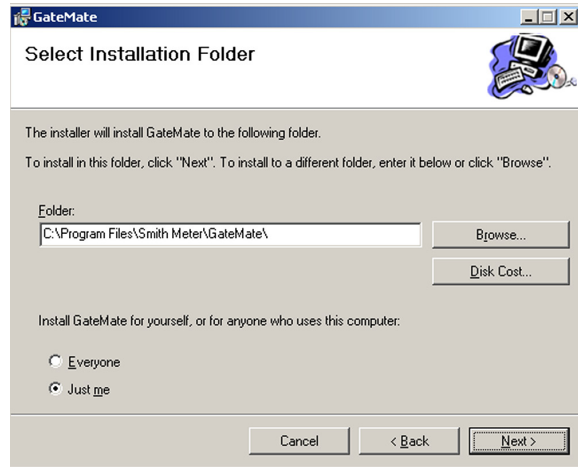 GateMate
Select Installation Folder
The installer will install GateMate to the following folder.
To install in this folder, click "Next". To install to a different folder, enter it below or click "Browse".
Folder:
C:\Program Files\Smith Meter\GateMate\
Browse...
Disk Cost...
Install GateMate for yourself, or for anyone who uses this computer:
Everyone
Just me
Cancel
< Back
Next >